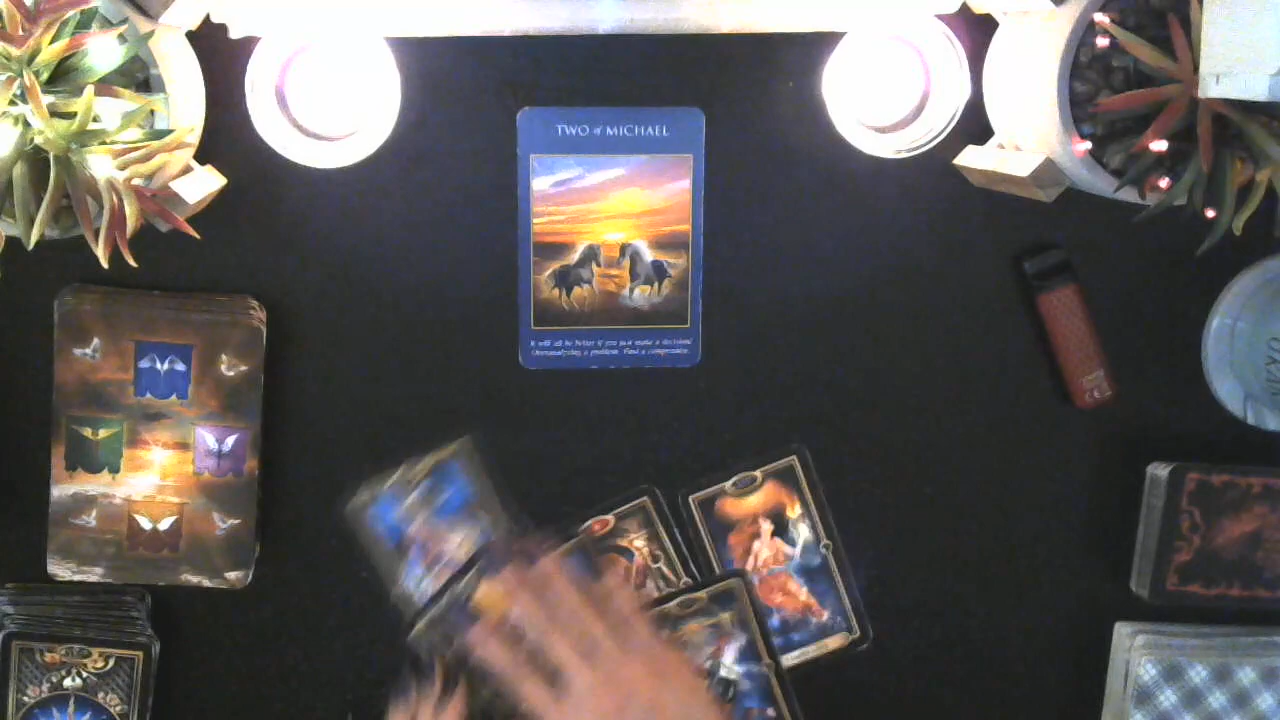 TWO of MICHAEL
It will all be better if you just make a decision!
Overanalyzing a problem. Find a compromise.